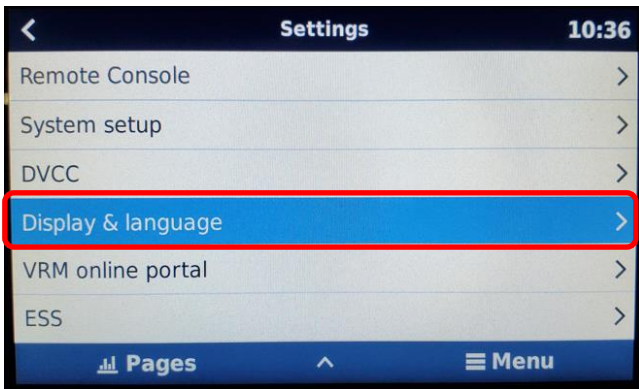 Settings 10:36
Remote Console
System setup
DVCC
Display & language
VRM online portal
ESS
Pages Menu